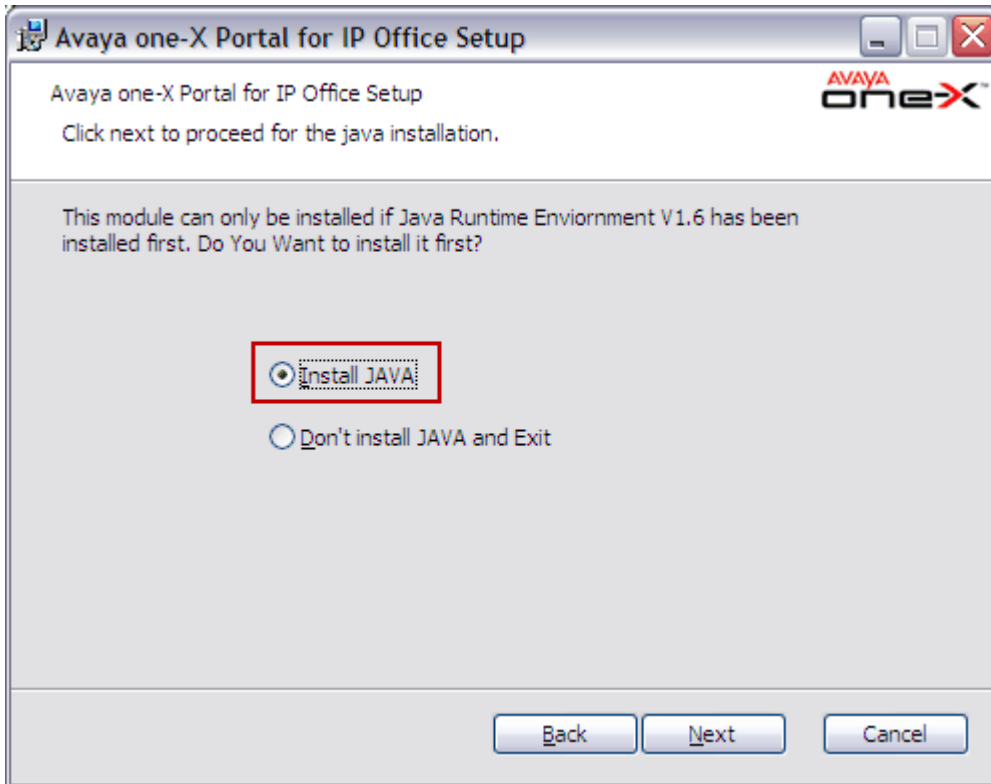 Avaya one-X Portal for IP Office Setup
Avaya one-X Portal for IP Office Setup
AVAYA
one-X™
Click next to proceed for the java installation.
This module can only be installed if Java Runtime Enviornment V1.6 has been
installed first. Do You Want to install it first?
Install JAVA
Don't install JAVA and Exit
Back Next Cancel